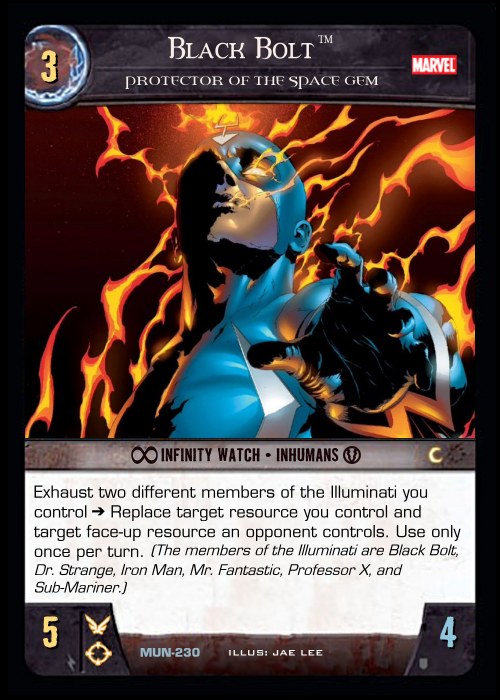 3
BLACK BOLT™
PROTECTOR OF THE SPACE GEM
MARVEL
INFINITY WATCH • INHUMANS
C
Exhaust two different members of the Illuminati you
control ➔ Replace target resource you control and
target face-up resource an opponent controls. Use only
once per turn. (The members of the Illuminati are Black Bolt,
Dr. Strange, Iron Man, Mr. Fantastic, Professor X, and
Sub-Mariner.)
5
MUN-230
ILLUS: JAE LEE
4